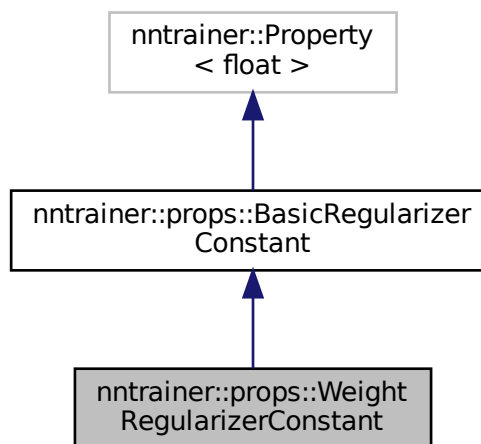 nntrainer::Property
< float >
nntrainer::props::BasicRegularizer
Constant
nntrainer::props::Weight
RegularizerConstant